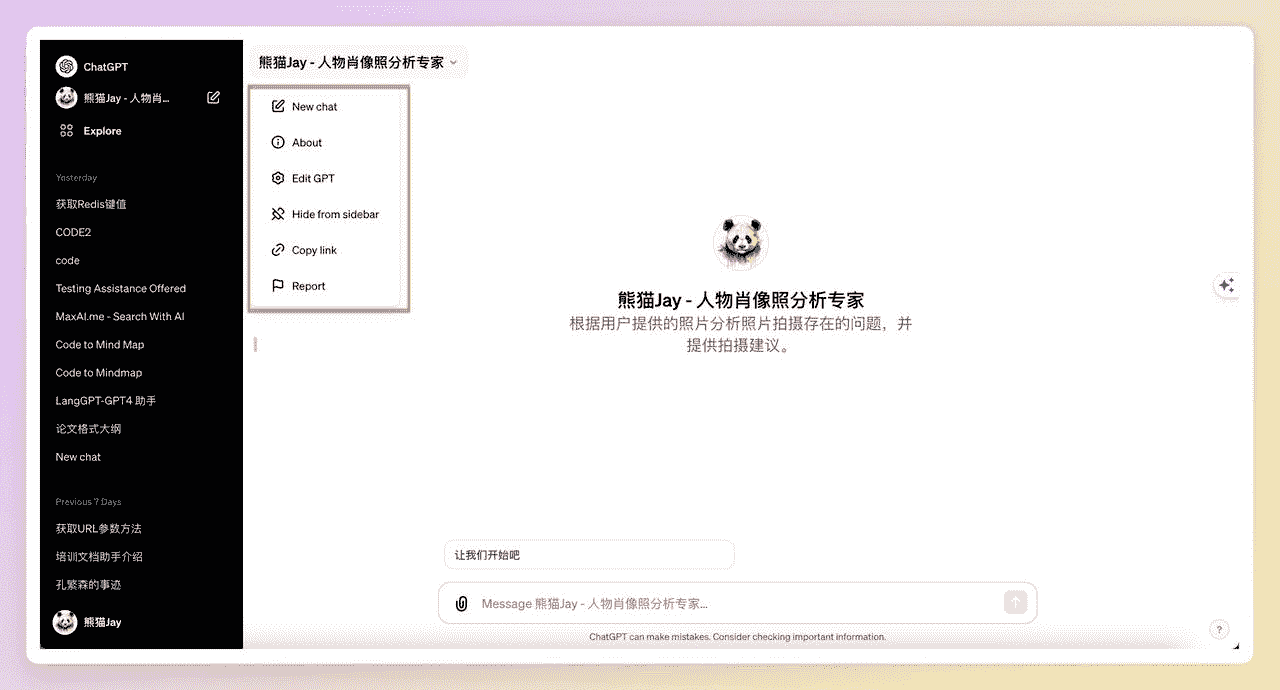 ChatGPT
熊猫Jay - 人物肖...
Explore
Yesterday
获取Redis键值
CODE2
code
Testing Assistance Offered
MaxAI.me - Search With AI
Code to Mind Map
Code to Mindmap
LangGPT-GPT4 助手
论文格式大纲
New chat
Previous 7 Days
获取URL参数方法
培训文档助手介绍
孔繁森的事迹
熊猫Jay
熊猫Jay - 人物肖像照分析专家
New chat
About
Edit GPT
Hide from sidebar
Copy link
Report
熊猫Jay - 人物肖像照分析专家
根据用户提供的照片分析照片拍摄存在的问题，并
提供拍摄建议。
让我们开始吧
Message 熊猫Jay - 人物肖像照分析专家...
ChatGPT can make mistakes. Consider checking important information.
?